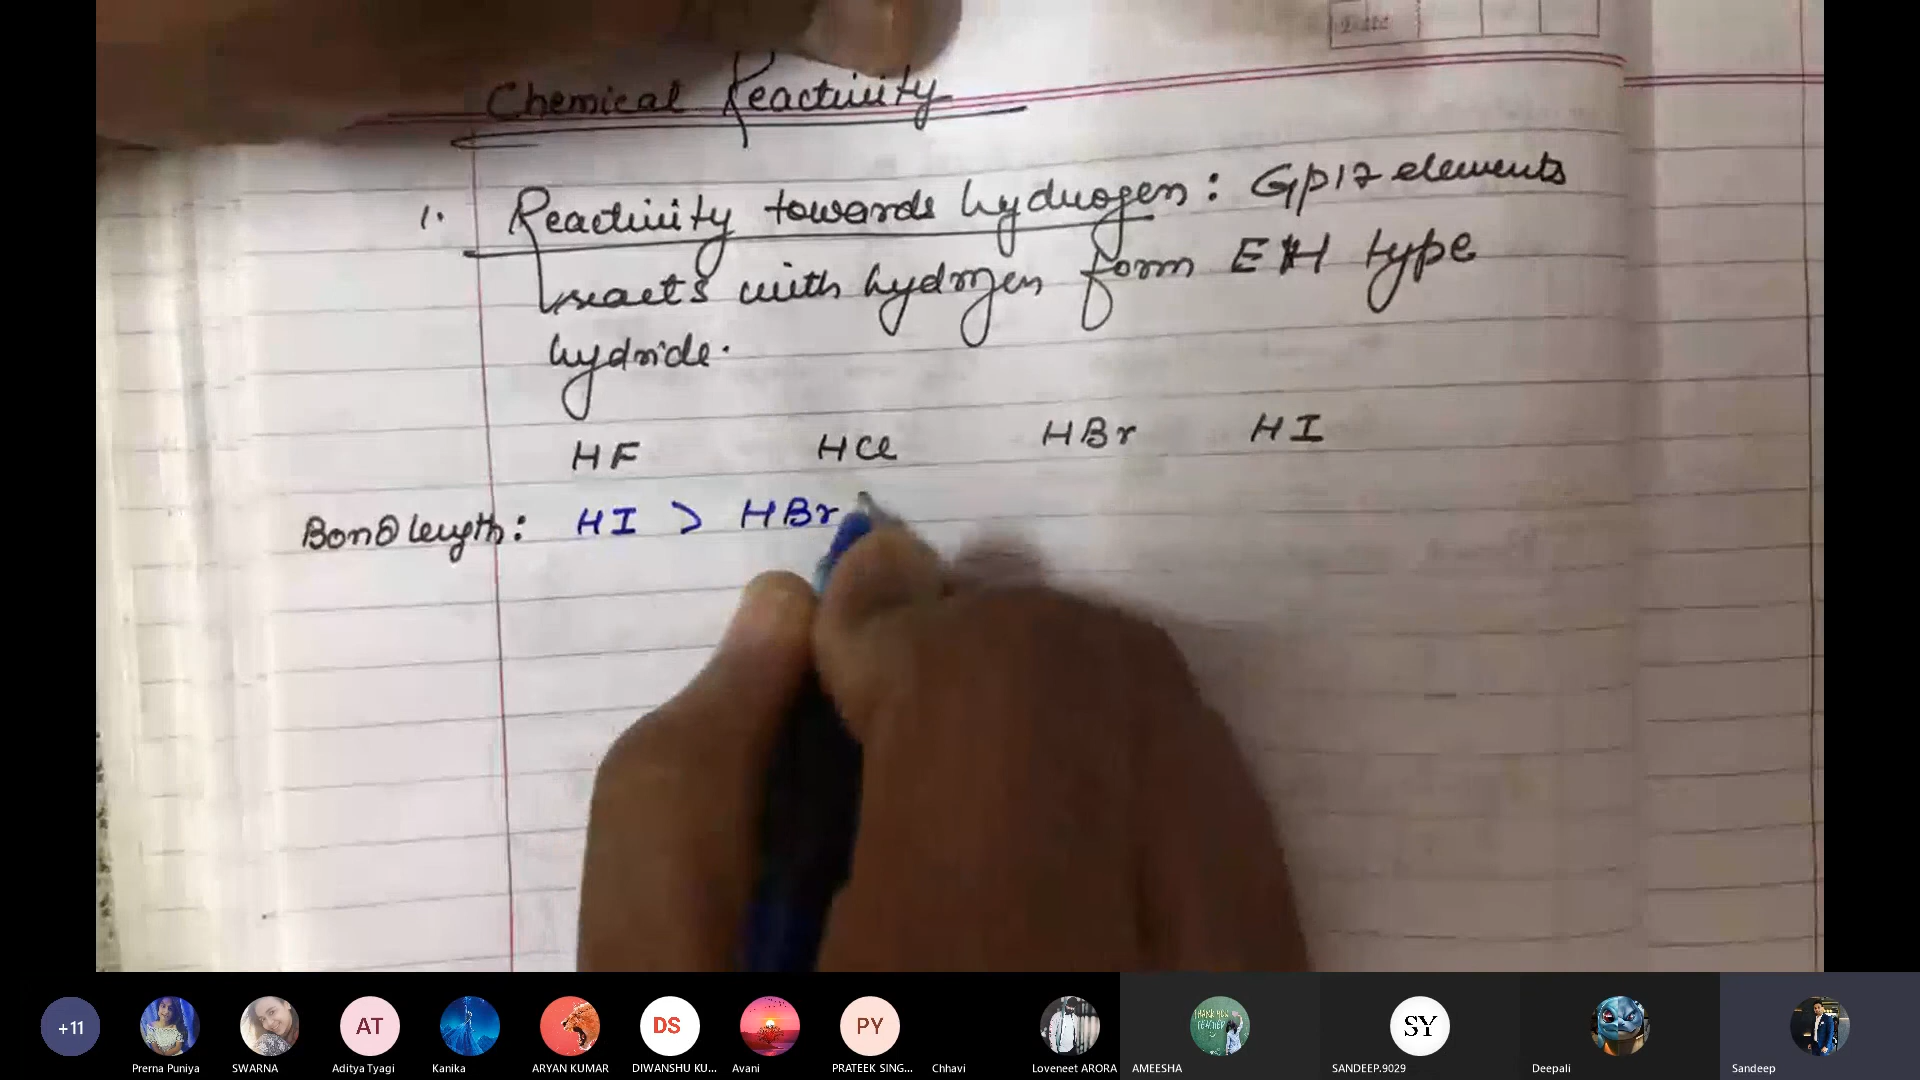 Chemical Reactivity
1. Reactivity towards hydrogen: Gp17 elements
reacts with hydrogen form EH type
hydride.
HF HCl HBr HI
Bond length: HI > HBr
+11
AT
DS
PY
SY
Prerna Puniya SWARNA Aditya Tyagi Kanika ARYAN KUMAR DIWANSHU KU... Avani PRATEEK SING... Chhavi Loveneet ARORA AMEESHA SANDEEP.9029 Deepali Sandeep